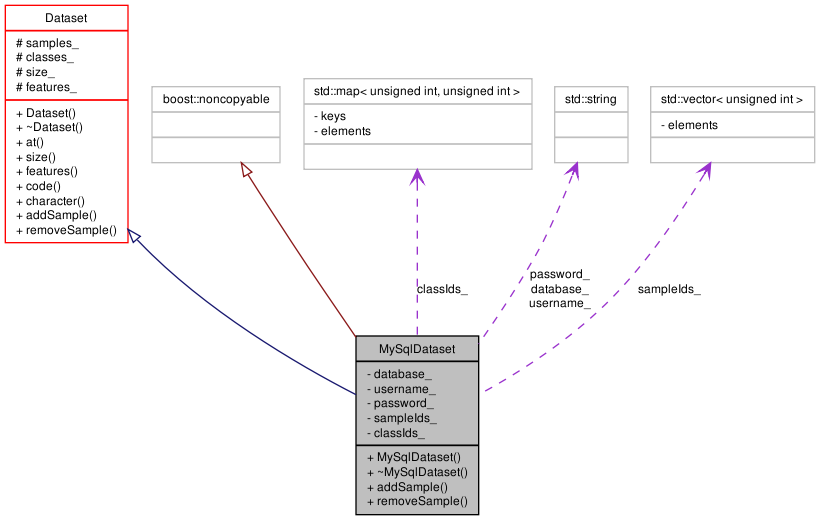 Dataset
# samples_
# classes_
# size_
# features_
+ Dataset()
+ ~Dataset()
+ at()
+ size()
+ features()
+ code()
+ character()
+ addSample()
+ removeSample()
boost::noncopyable
std::map< unsigned int, unsigned int >
- keys
- elements
std::string
std::vector< unsigned int >
- elements
classIds_
password_
database_
username_
sampleIds_
MySqlDataset
- database_
- username_
- password_
- sampleIds_
- classIds_
+ MySqlDataset()
+ ~MySqlDataset()
+ addSample()
+ removeSample()